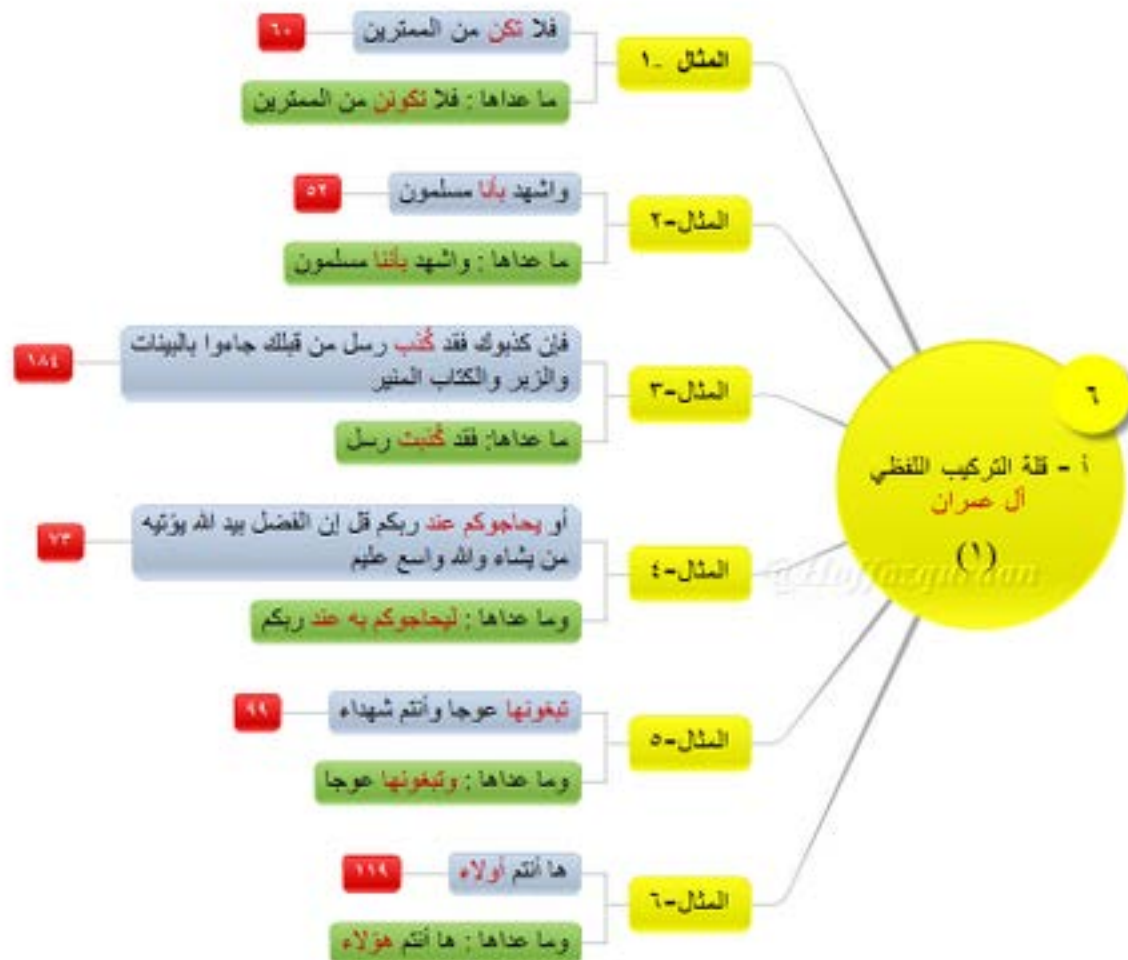 ٦
أ - قلة التركيب اللفظي
آل عمران
(١)
المثال -١
فلا تكن من الممترين
٦٠
ما عداها : فلا تكونن من الممترين
المثال-٢
واشهد بأنا مسلمون
٥٢
ما عداها : واشهد بأننا مسلمون
المثال-٣
فإن كذبوك فقد كُذب رسل من قبلك جاءوا بالبينات
والزبر والكتاب المنير
١٨٤
ما عداها: فقد كُذبت رسل
المثال-٤
أو يحاجوكم عند ربكم قل إن الفضل بيد الله يؤتيه
من يشاء والله واسع عليم
٧٣
وما عداها : ليحاجوكم به عند ربكم
المثال-٥
تبغونها عوجا وأنتم شهداء
٩٩
وما عداها : وتبغونها عوجا
المثال-٦
ها أنتم أولاء
١١٩
وما عداها : ها أنتم هؤلاء